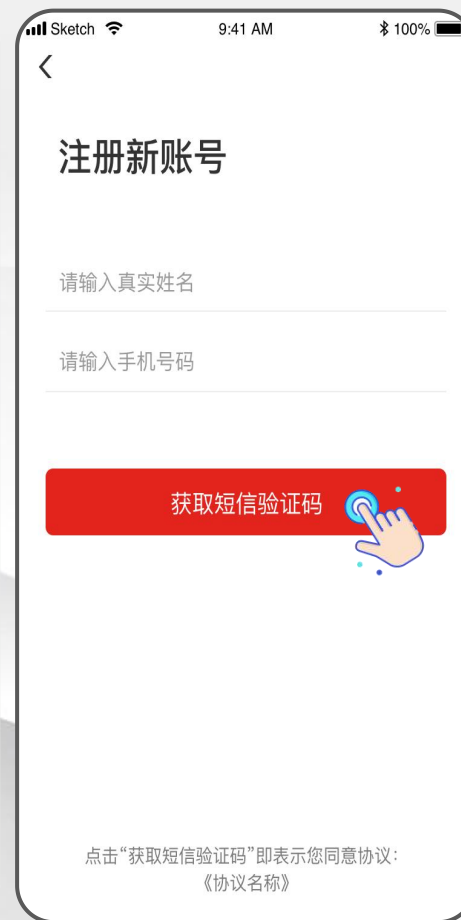 Sketch 9:41 AM 100%
注册新账号
请输入真实姓名
请输入手机号码
获取短信验证码
点击“获取短信验证码”即表示您同意协议：
《协议名称》